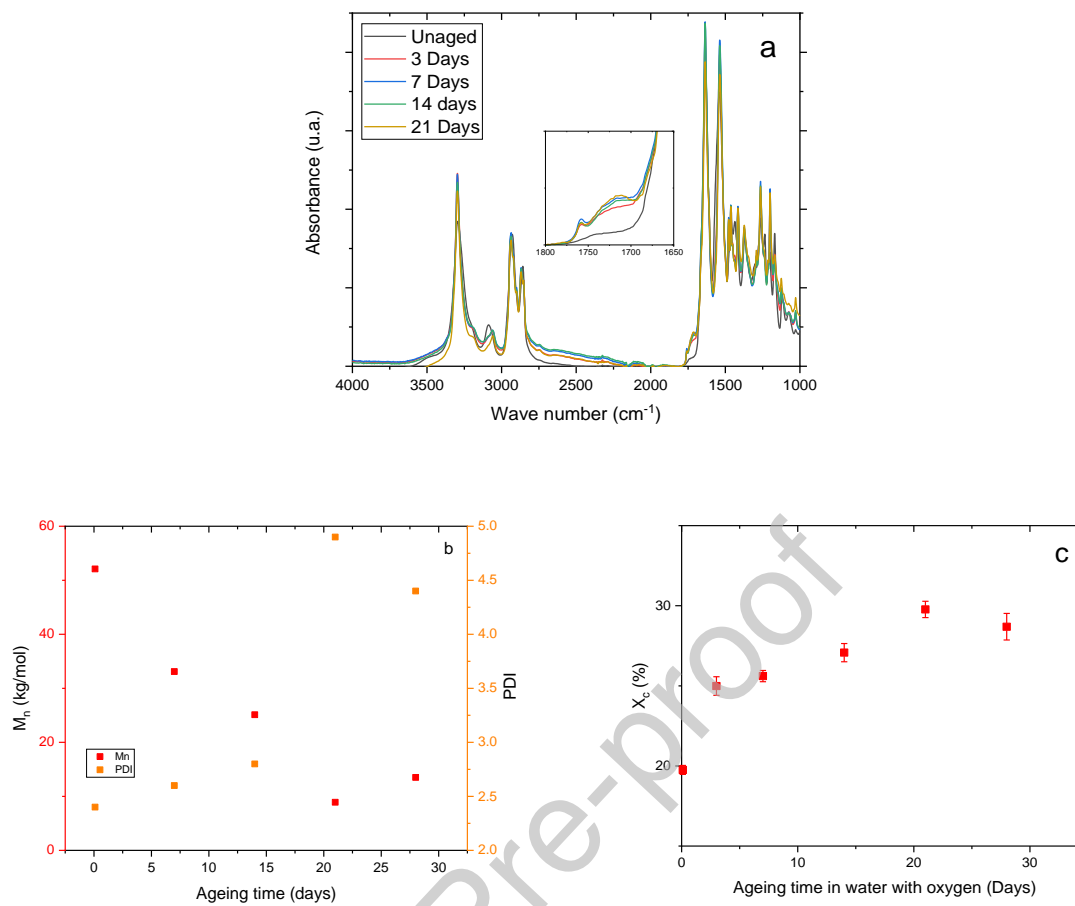 a
Unaged
3 Days
7 Days
14 days
21 Days
Absorbance (u.a.)
1800 1750 1700 1650
4000 3500 3000 2500 2000 1500 1000
Wave number (cm⁻¹)
b
60
40
20
0
Mₙ (kg/mol)
Mn
PDI
5.0
4.5
4.0
3.5
3.0
2.5
2.0
PDI
0 5 10 15 20 25 30
Ageing time (days)
c
30
20
X_c (%)
0 10 20 30
Ageing time in water with oxygen (Days)
Pre-proof